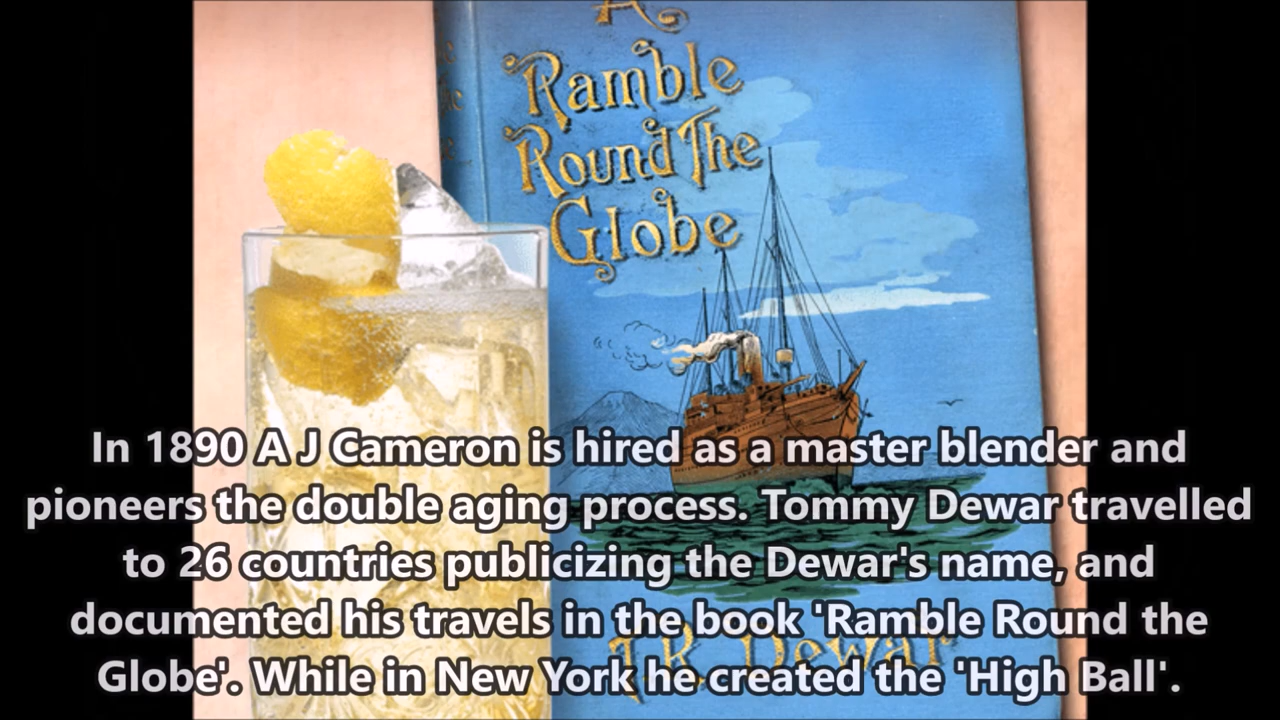 A
Ramble
Round The
Globe
In 1890 A J Cameron is hired as a master blender and
pioneers the double aging process. Tommy Dewar travelled
to 26 countries publicizing the Dewar's name, and
documented his travels in the book 'Ramble Round the
Globe'. While in New York he created the 'High Ball'.
T.R. Dewar